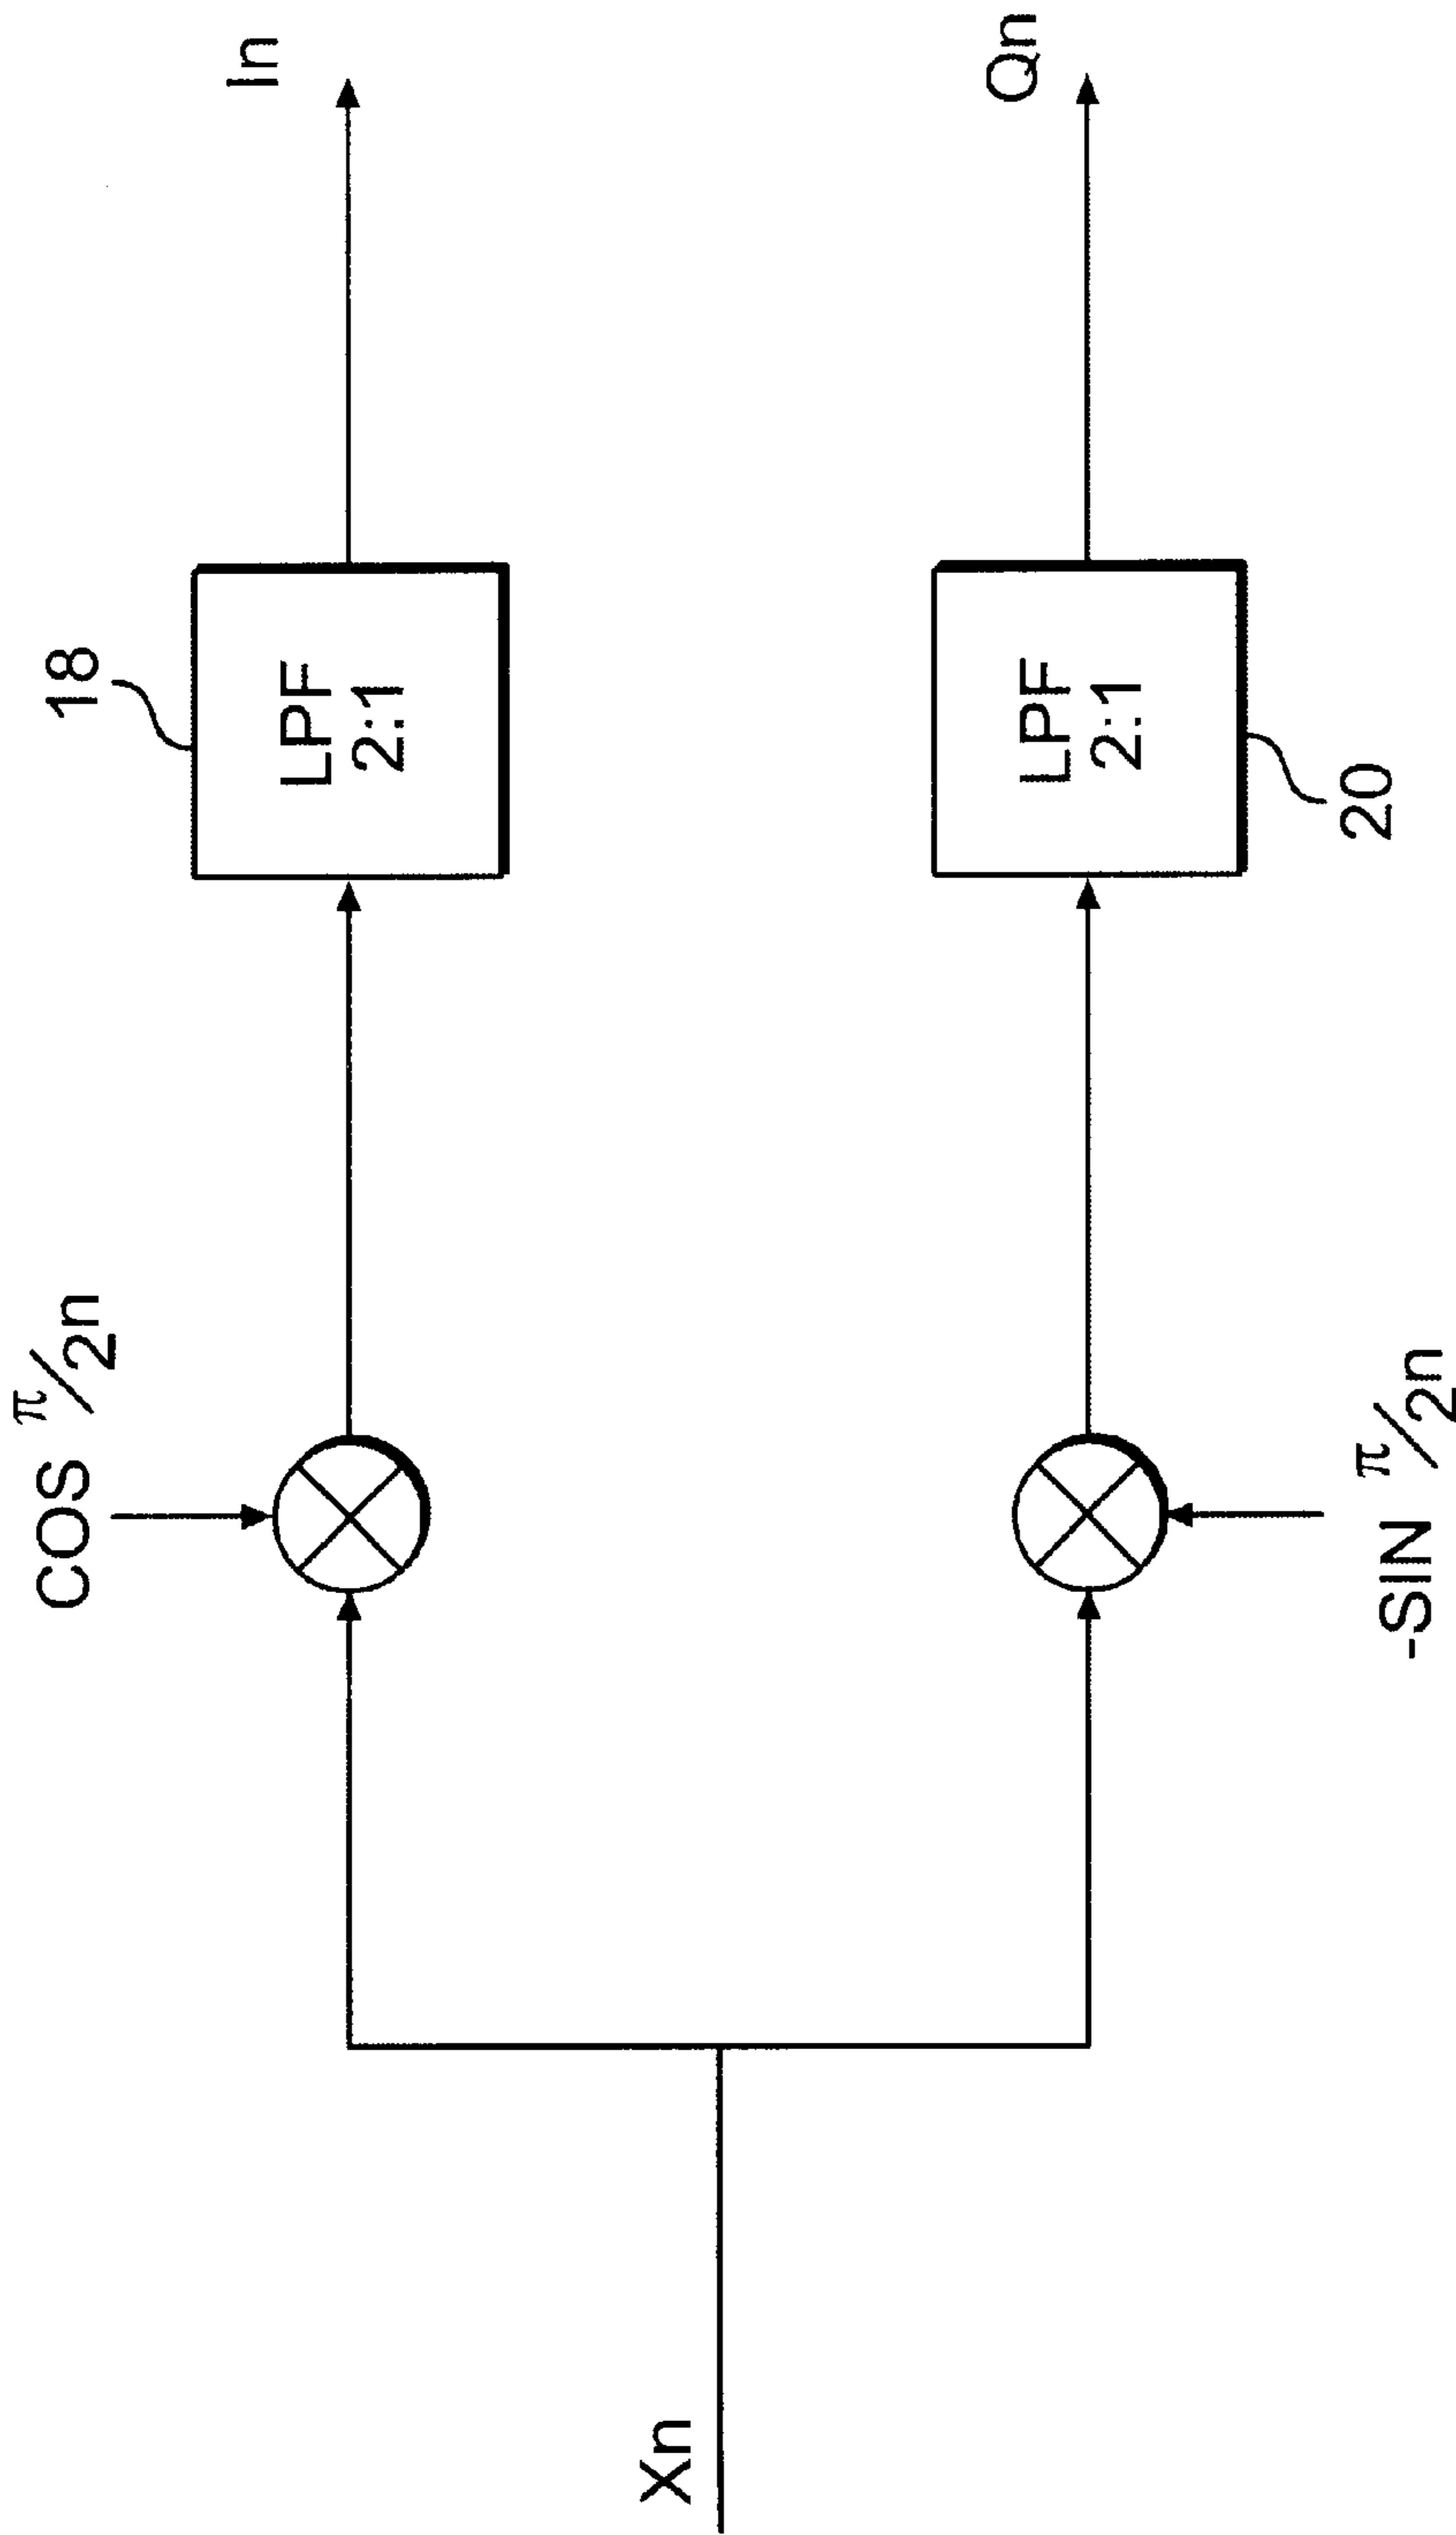 Xn
COS π/2n
-SIN π/2n
18
LPF
2:1
LPF
2:1
20
In
Qn